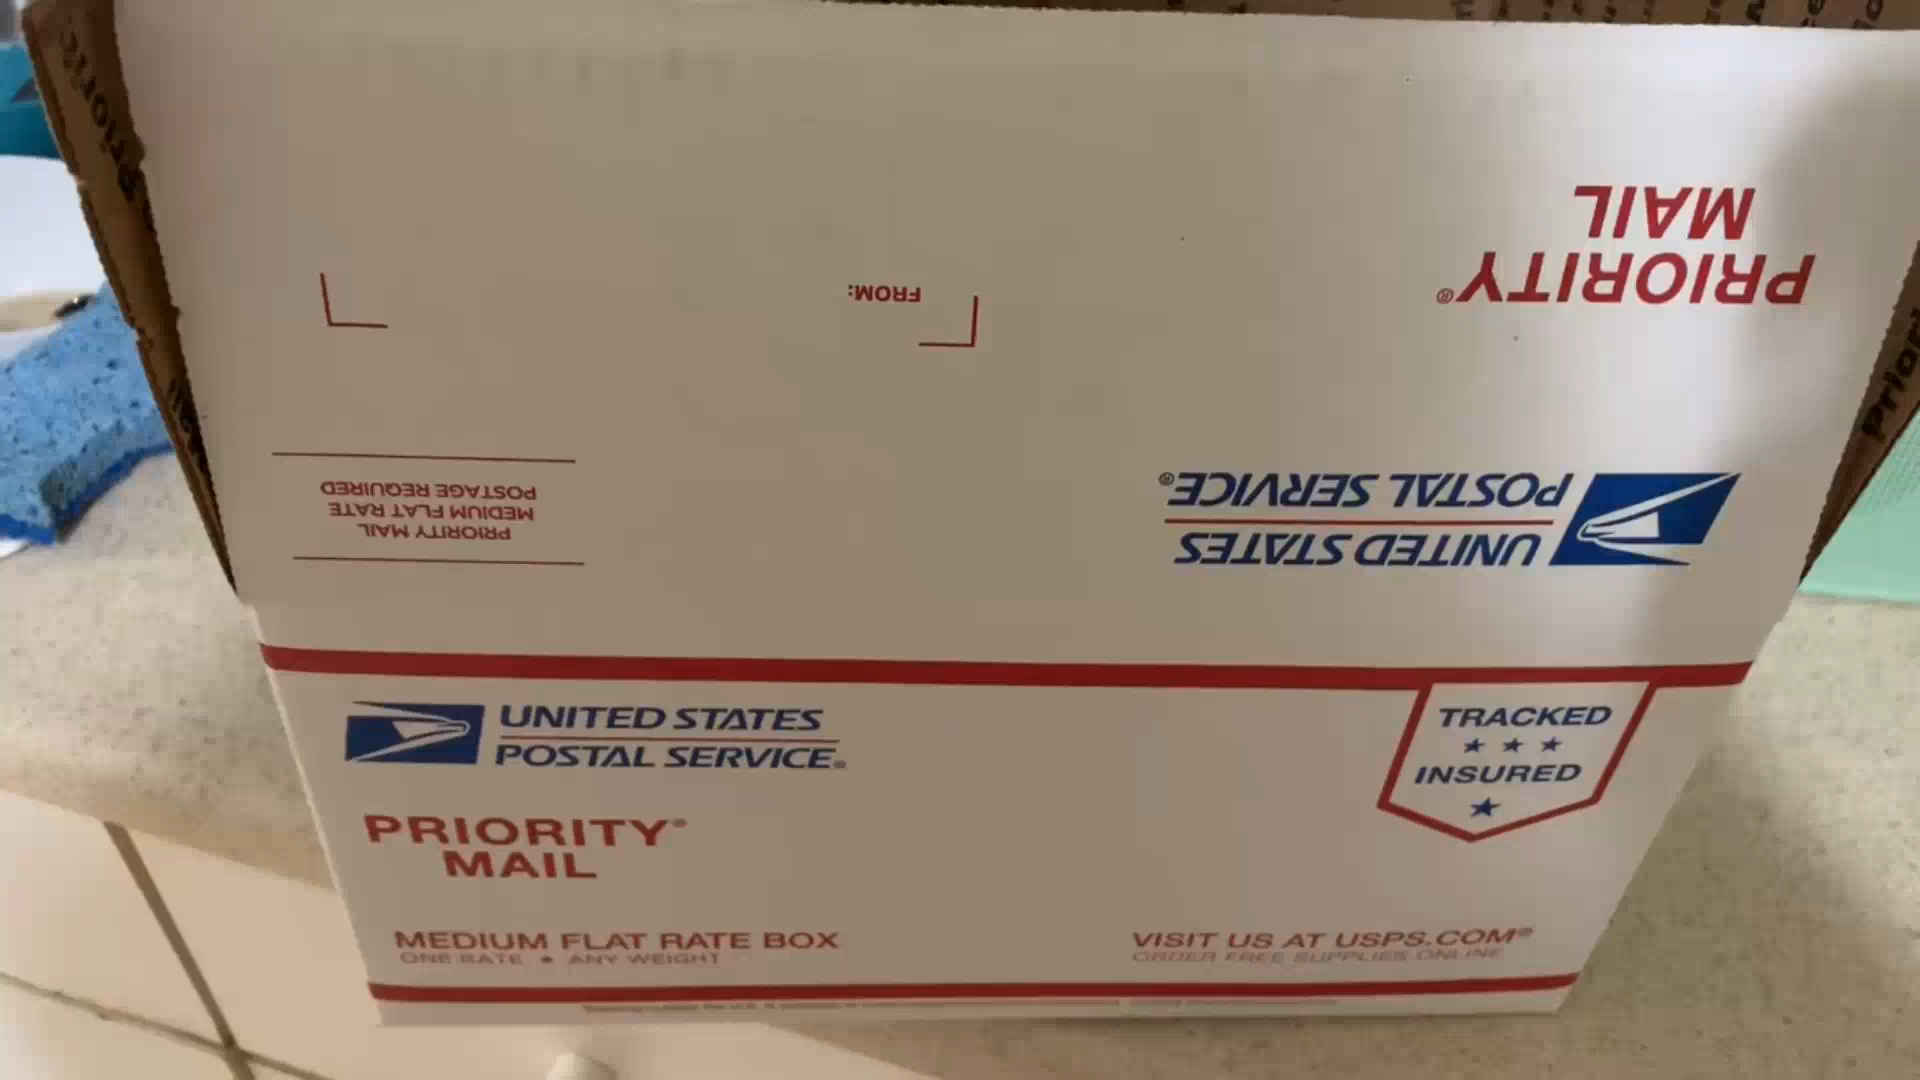 Priority
PRIORITY®
MAIL
FROM:
UNITED STATES
POSTAL SERVICE®
PRIORITY MAIL
MEDIUM FLAT RATE
POSTAGE REQUIRED
UNITED STATES
POSTAL SERVICE®
TRACKED
★ ★ ★
INSURED
★
PRIORITY®
MAIL
MEDIUM FLAT RATE BOX
ONE RATE ★ ANY WEIGHT
VISIT US AT USPS.COM®
ORDER FREE SUPPLIES ONLINE